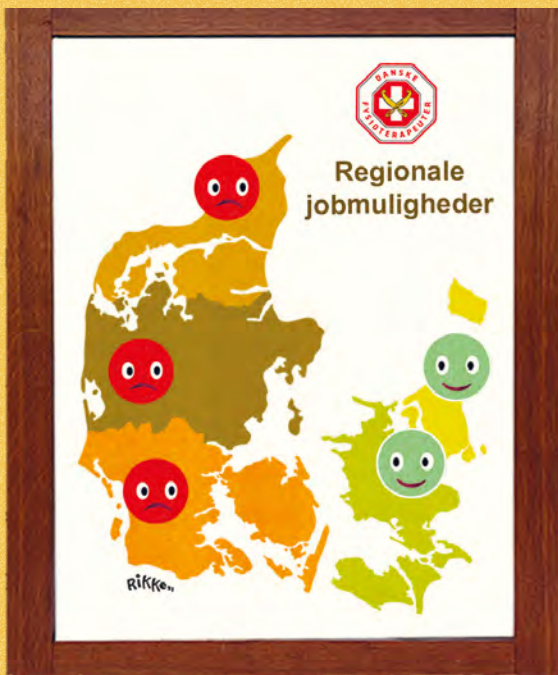 DANSKE
FYSIOTERAPEUTER
Regionale
jobmuligheder
RIKKE